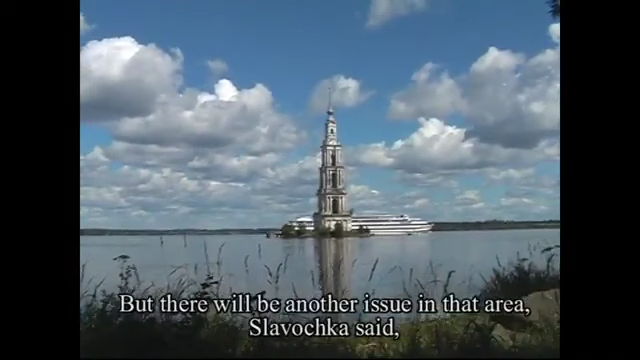 But there will be another issue in that area,
Slavochka said,